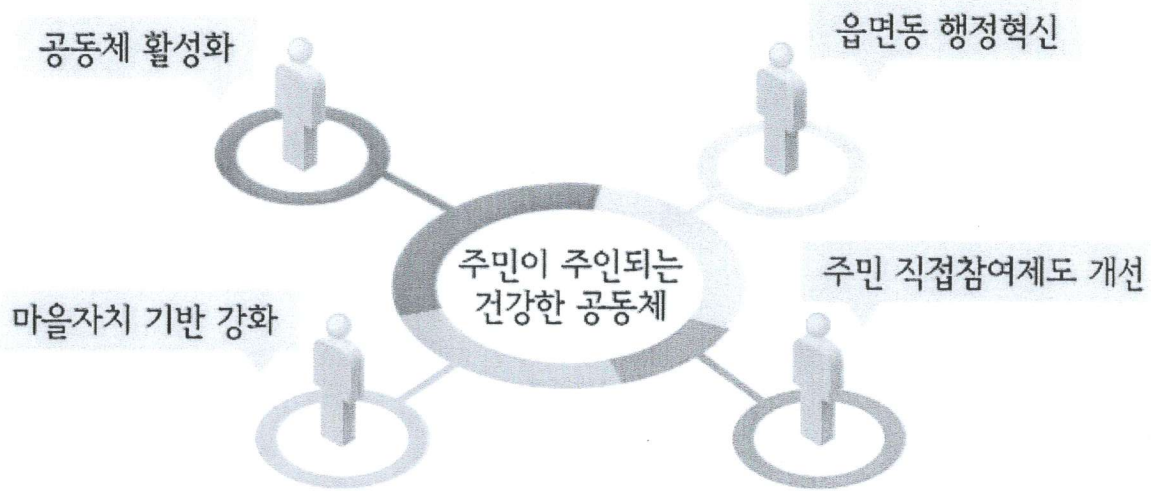 공동체 활성화
읍면동 행정혁신
주민이 주인되는
건강한 공동체
마을자치 기반 강화
주민 직접참여제도 개선